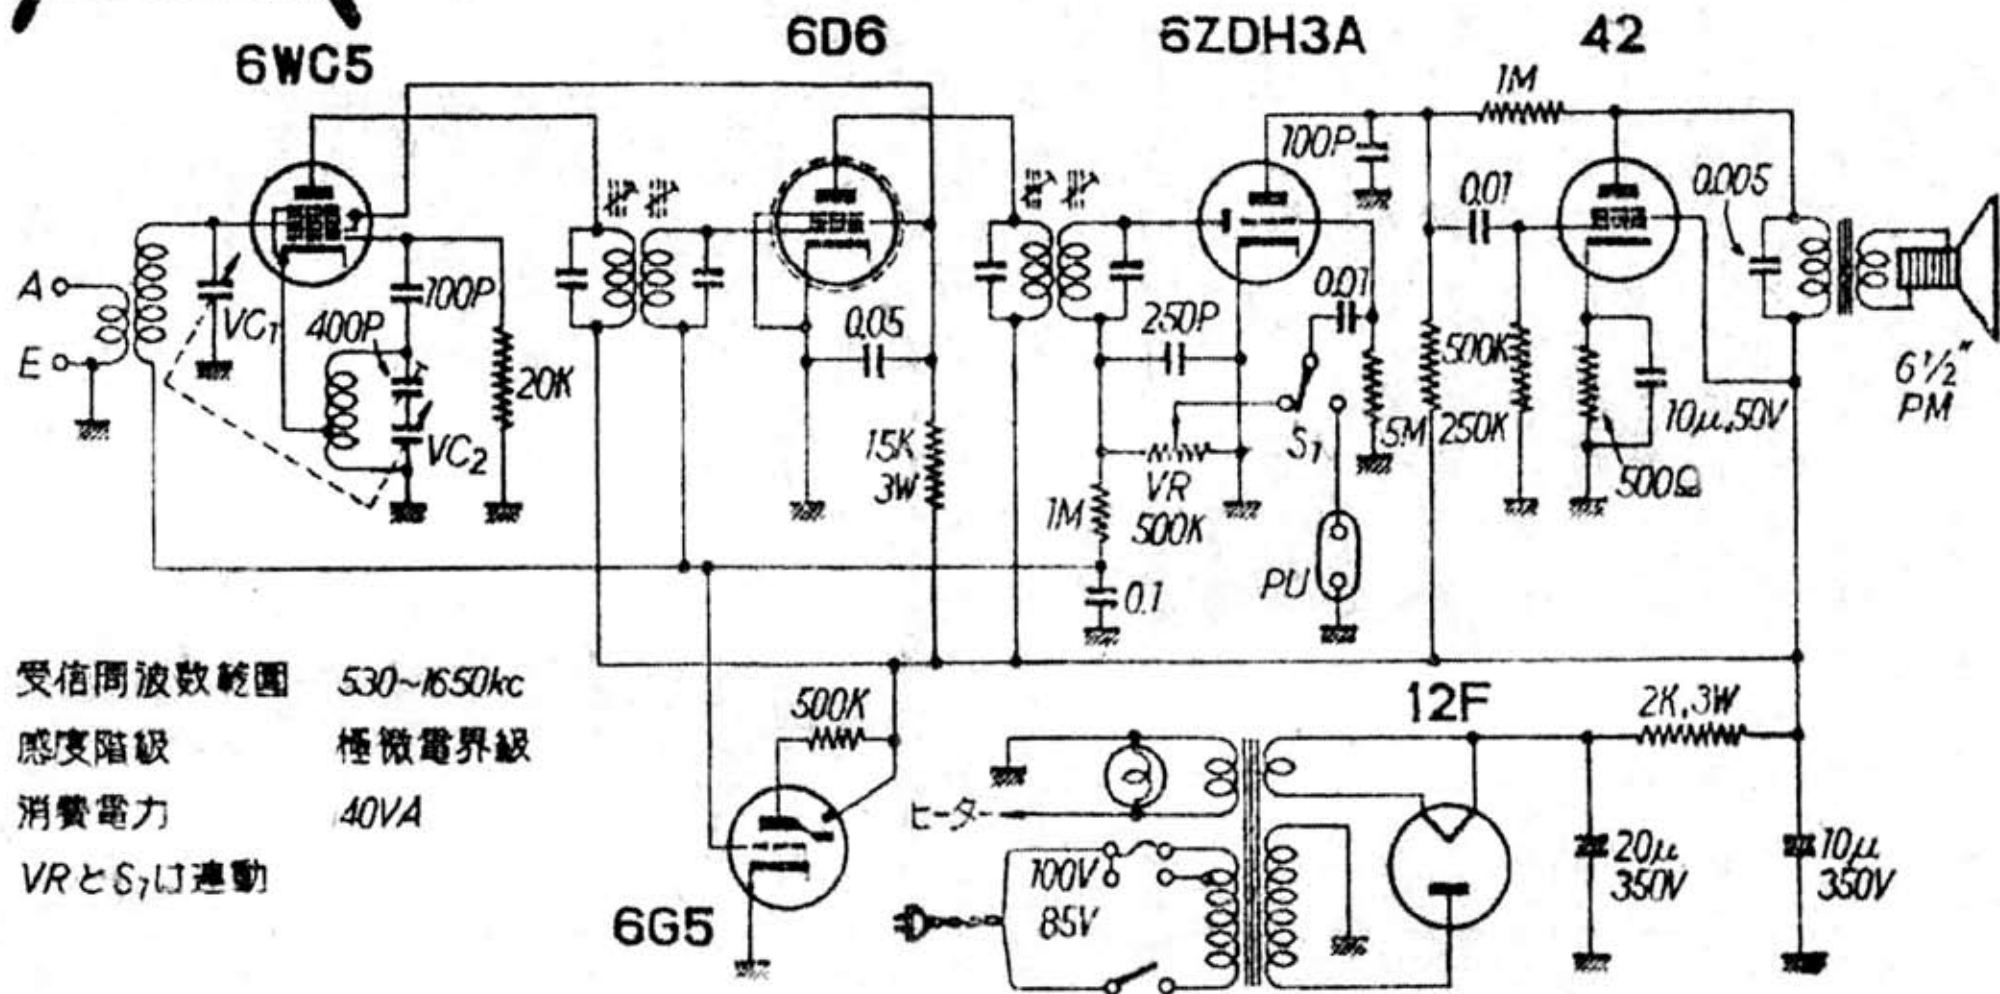 6WC5
6D6
6ZDH3A
42
1M
100P
0.01
0.005
A
E
VC1
100P
400P
VC2
20K
0.05
15K
3W
250P
0.01
VR
500K
1M
0.1
S1
PU
5M
500K
250K
10μ,50V
500Ω
6 1/2"
PM
受信周波数範囲 530~1650kc
感度階級 極微電界級
消費電力 40VA
VRとS1は連動
500K
6G5
ヒーター
100V
85V
12F
2K,3W
20μ
350V
10μ
350V